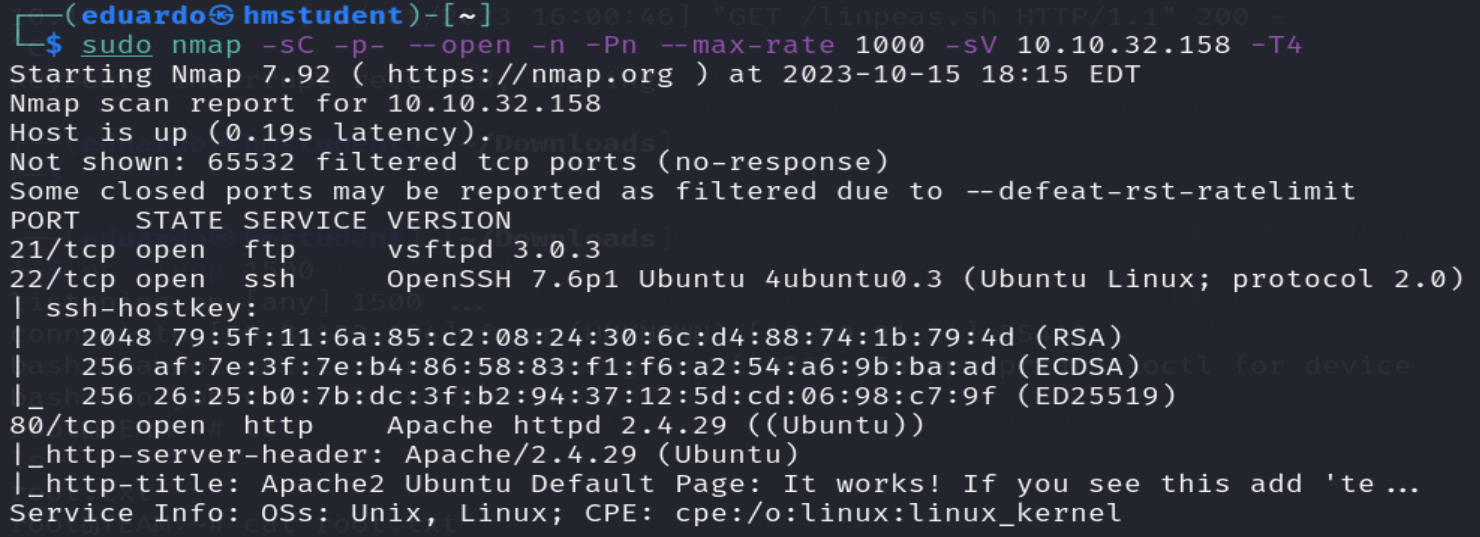 ┌──(eduardo㉿hmstudent)-[~]
└─$ sudo nmap -sC -p- --open -n -Pn --max-rate 1000 -sV 10.10.32.158 -T4
Starting Nmap 7.92 ( https://nmap.org ) at 2023-10-15 18:15 EDT
Nmap scan report for 10.10.32.158
Host is up (0.19s latency).
Not shown: 65532 filtered tcp ports (no-response)
Some closed ports may be reported as filtered due to --defeat-rst-ratelimit
PORT   STATE SERVICE VERSION
21/tcp open  ftp     vsftpd 3.0.3
22/tcp open  ssh     OpenSSH 7.6p1 Ubuntu 4ubuntu0.3 (Ubuntu Linux; protocol 2.0)
| ssh-hostkey:
|   2048 79:5f:11:6a:85:c2:08:24:30:6c:d4:88:74:1b:79:4d (RSA)
|   256 af:7e:3f:7e:b4:86:58:83:f1:f6:a2:54:a6:9b:ba:ad (ECDSA)
|_  256 26:25:b0:7b:dc:3f:b2:94:37:12:5d:cd:06:98:c7:9f (ED25519)
80/tcp open  http    Apache httpd 2.4.29 ((Ubuntu))
|_http-server-header: Apache/2.4.29 (Ubuntu)
|_http-title: Apache2 Ubuntu Default Page: It works! If you see this add 'te...
Service Info: OSs: Unix, Linux; CPE: cpe:/o:linux:linux_kernel